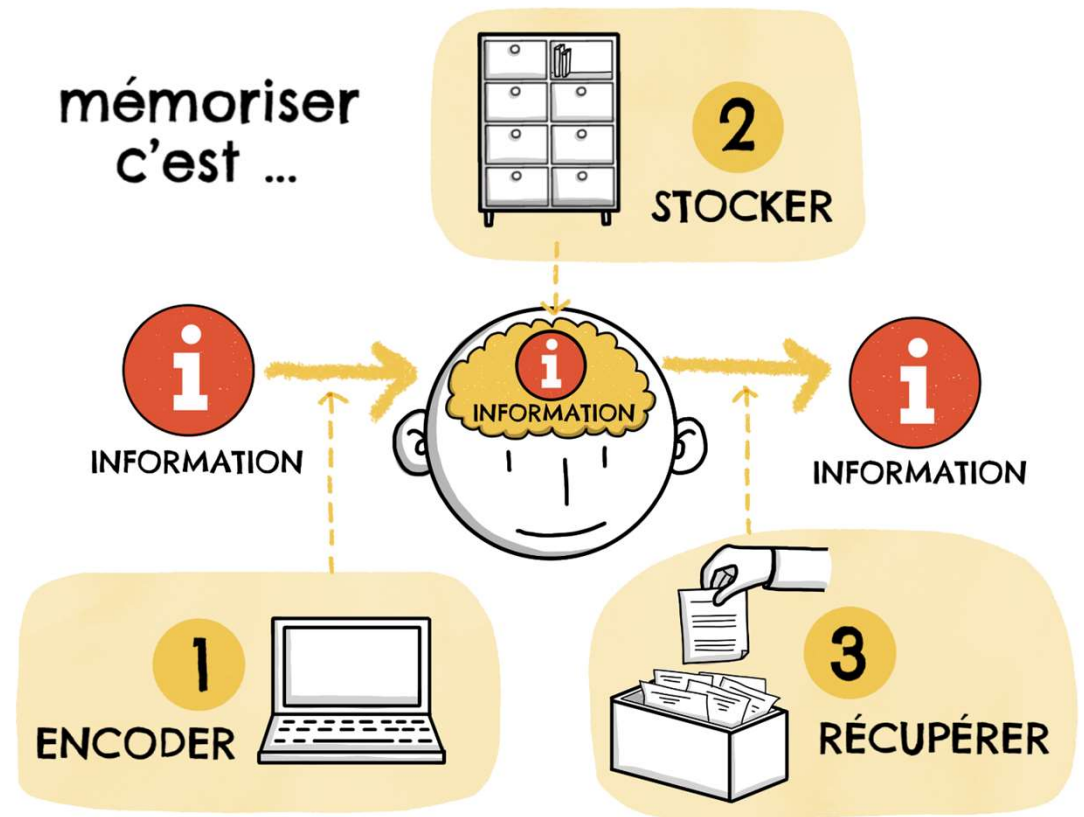 mémoriser
c'est ...
2
STOCKER
i
INFORMATION
i
INFORMATION
i
INFORMATION
1
ENCODER
3
RÉCUPÉRER